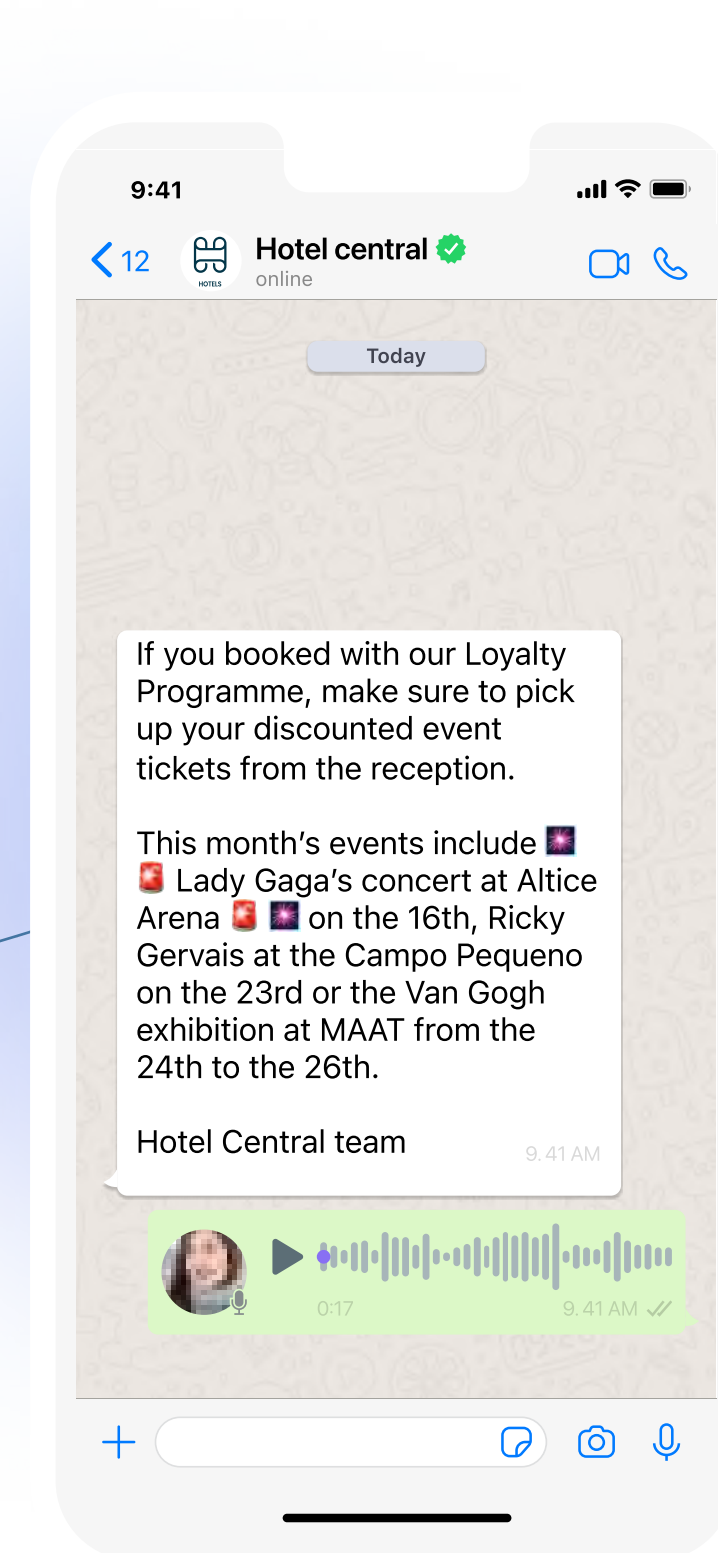 9:41
12
HOTELS
Hotel central
online
Today
If you booked with our Loyalty
Programme, make sure to pick
up your discounted event
tickets from the reception.
This month’s events include 🎆
🚨 Lady Gaga’s concert at Altice
Arena 🚨 🎆 on the 16th, Ricky
Gervais at the Campo Pequeno
on the 23rd or the Van Gogh
exhibition at MAAT from the
24th to the 26th.
Hotel Central team
9.41 AM
0:17
9.41 AM